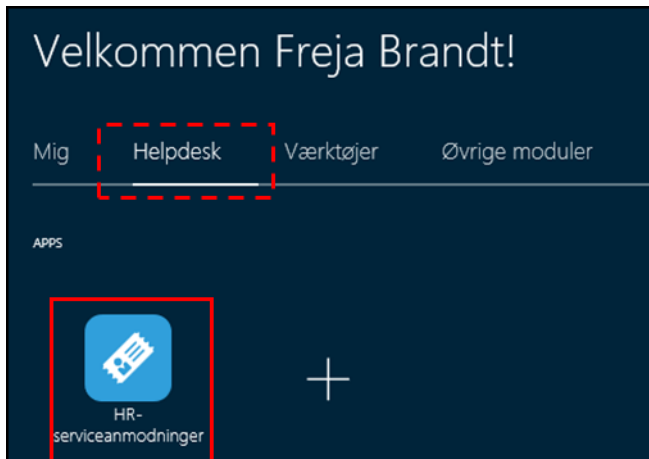 Velkommen Freja Brandt!
Mig Helpdesk Værktøjer Øvrige moduler
APPS
HR-
serviceanmodninger